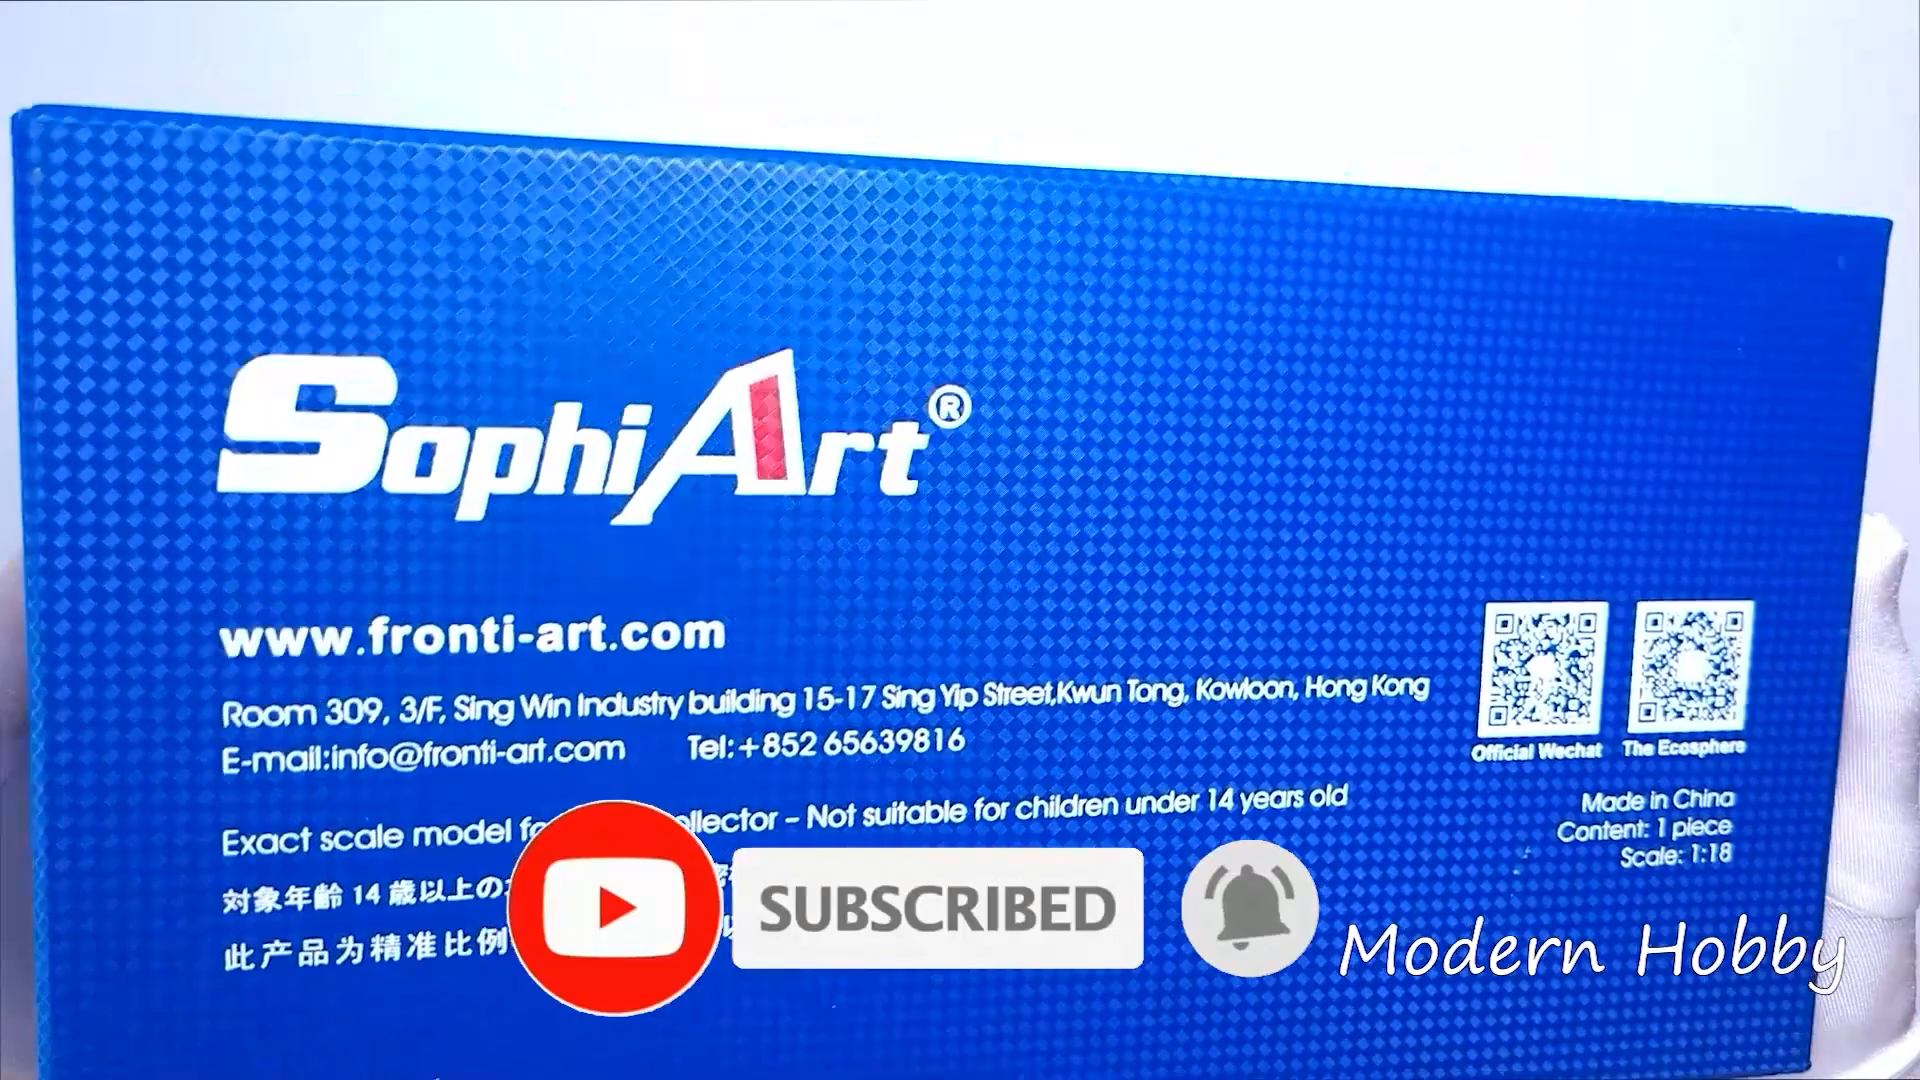 SophiArt®
www.fronti-art.com
Room 309, 3/F, Sing Win Industry building 15-17 Sing Yip Street,Kwun Tong, Kowloon, Hong Kong
E-mail:info@fronti-art.com Tel:+852 65639816
Official Wechat The Ecosphere
Exact scale model - Not suitable for children under 14 years old
Made in China
Content: 1 piece
Scale: 1:18
対象年齢 14 歳以上の
此产品为精准比例
SUBSCRIBED
Modern Hobby